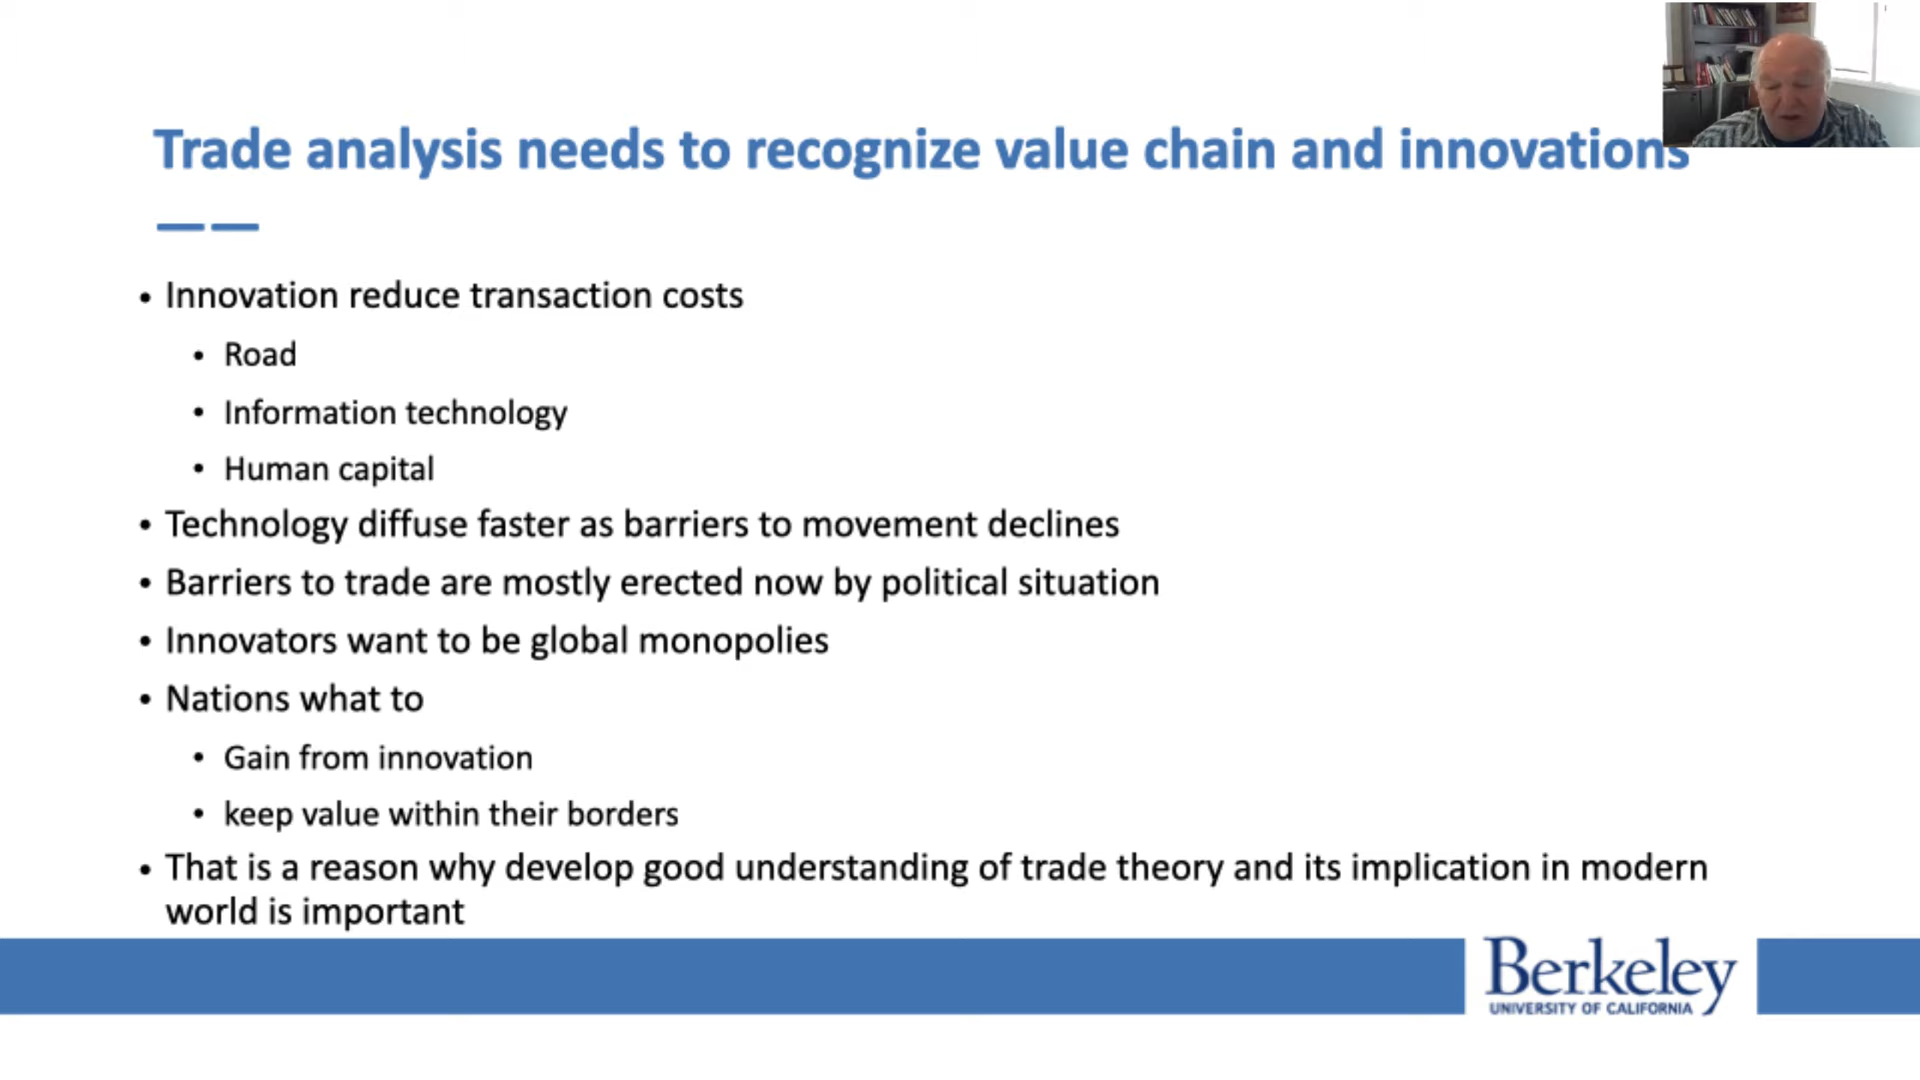 Trade analysis needs to recognize value chain and innovations
• Innovation reduce transaction costs
• Road
• Information technology
• Human capital
• Technology diffuse faster as barriers to movement declines
• Barriers to trade are mostly erected now by political situation
• Innovators want to be global monopolies
• Nations what to
• Gain from innovation
• keep value within their borders
• That is a reason why develop good understanding of trade theory and its implication in modern
world is important
Berkeley
UNIVERSITY OF CALIFORNIA